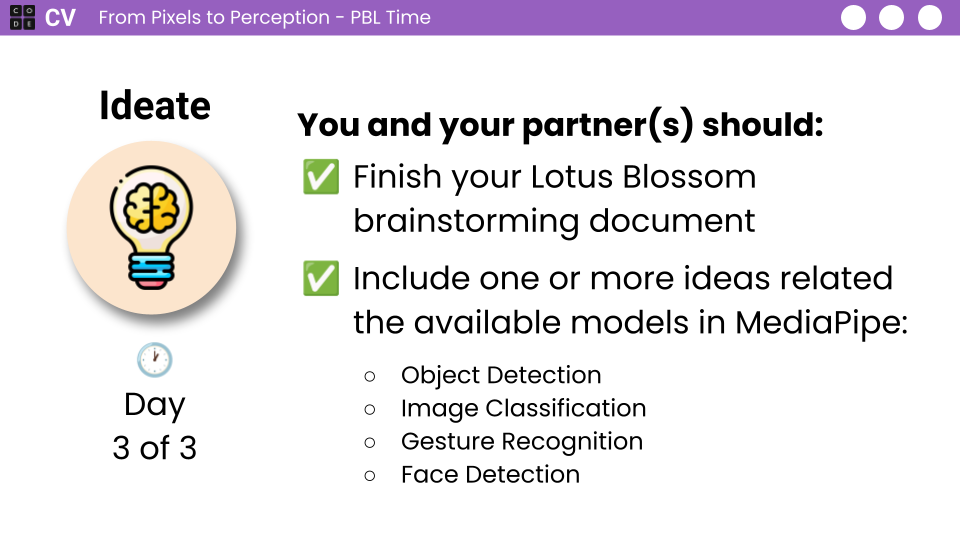 CODE CV From Pixels to Perception - PBL Time
Ideate
You and your partner(s) should:
✅ Finish your Lotus Blossom
brainstorming document
✅ Include one or more ideas related
the available models in MediaPipe:
○ Object Detection
○ Image Classification
○ Gesture Recognition
○ Face Detection
Day
3 of 3